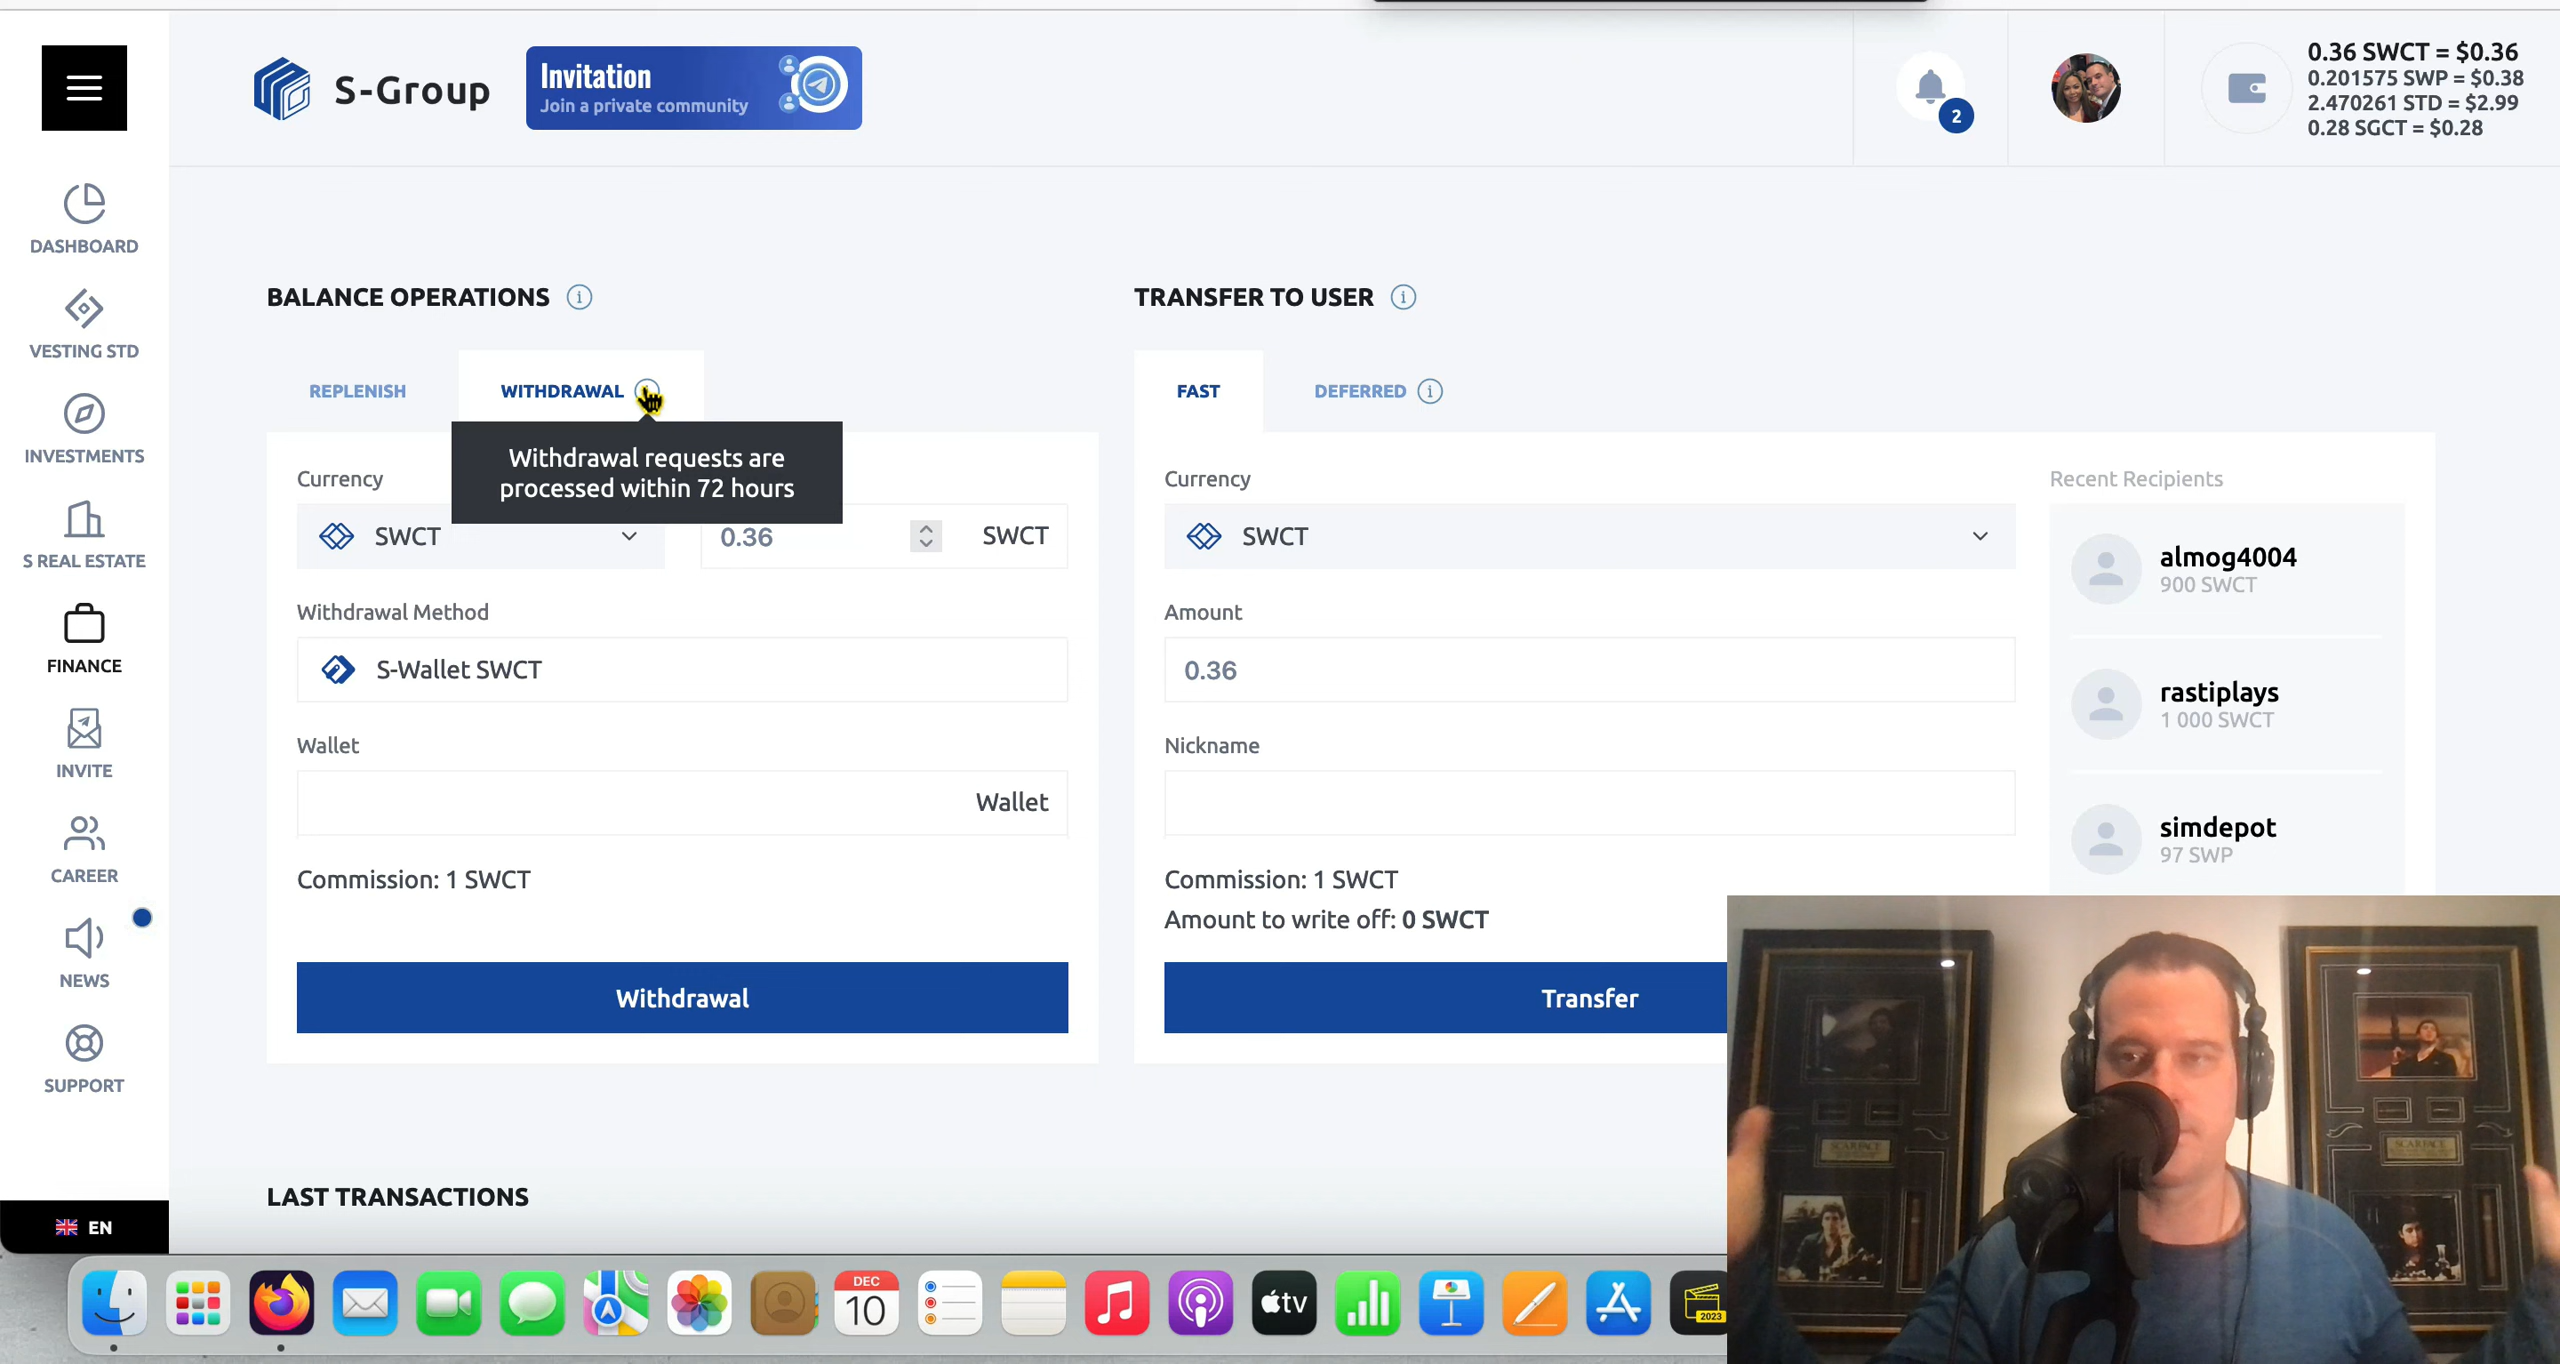 S-Group
Invitation
Join a private community
2
0.36 SWCT = $0.36
0.201575 SWP = $0.38
2.470261 STD = $2.99
0.28 SGCT = $0.28
DASHBOARD
VESTING STD
INVESTMENTS
S REAL ESTATE
FINANCE
INVITE
CAREER
NEWS
SUPPORT
EN
BALANCE OPERATIONS
REPLENISH
WITHDRAWAL
Withdrawal requests are
processed within 72 hours
Currency
SWCT
0.36
SWCT
Withdrawal Method
S-Wallet SWCT
Wallet
Wallet
Commission: 1 SWCT
Withdrawal
TRANSFER TO USER
FAST
DEFERRED
Currency
SWCT
Amount
0.36
Nickname
Commission: 1 SWCT
Amount to write off: 0 SWCT
Transfer
Recent Recipients
almog4004
900 SWCT
rastiplays
1 000 SWCT
simdepot
97 SWP
LAST TRANSACTIONS
SCARFACE
SCARFACE
DEC
10
tv
2023